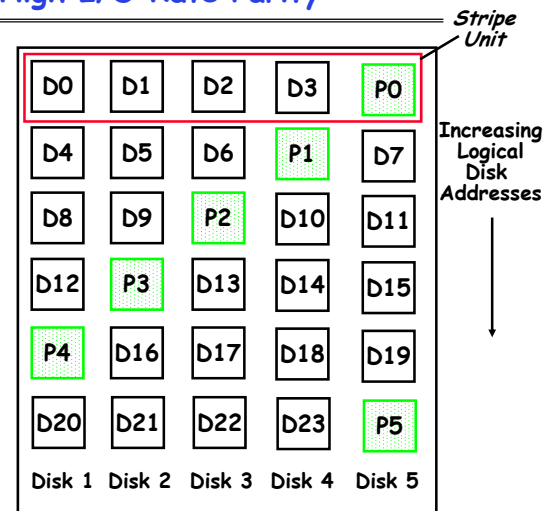 Stripe
Unit
D0 D1 D2 D3 P0
D4 D5 D6 P1 D7
Increasing
Logical
Disk
Addresses
D8 D9 P2 D10 D11
D12 P3 D13 D14 D15
P4 D16 D17 D18 D19
D20 D21 D22 D23 P5
Disk 1 Disk 2 Disk 3 Disk 4 Disk 5